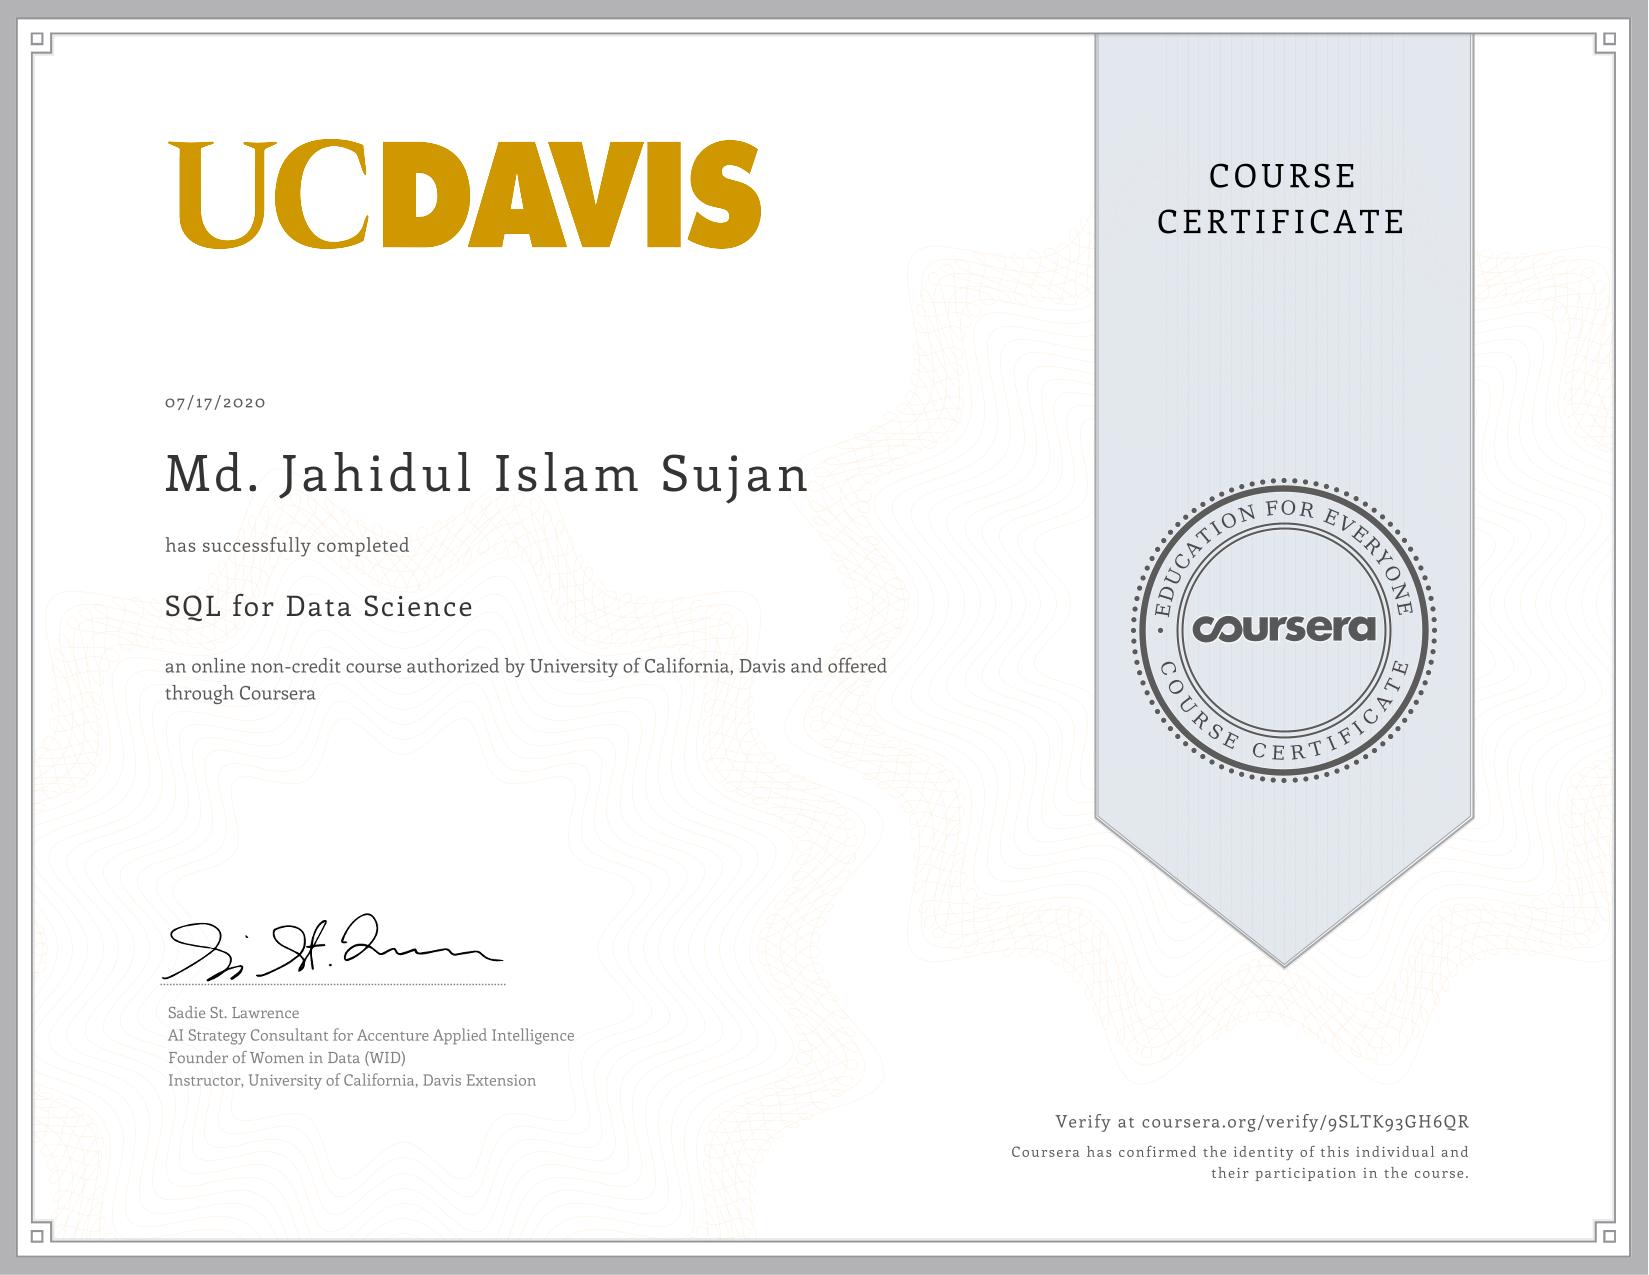 UCDAVIS
COURSE
CERTIFICATE
07/17/2020
Md. Jahidul Islam Sujan
has successfully completed
SQL for Data Science
an online non-credit course authorized by University of California, Davis and offered
through Coursera
EDUCATION FOR EVERYONE
coursera
COURSE CERTIFICATE
Sadie St. Lawrence
AI Strategy Consultant for Accenture Applied Intelligence
Founder of Women in Data (WID)
Instructor, University of California, Davis Extension
Verify at coursera.org/verify/9SLTK93GH6QR
Coursera has confirmed the identity of this individual and
their participation in the course.